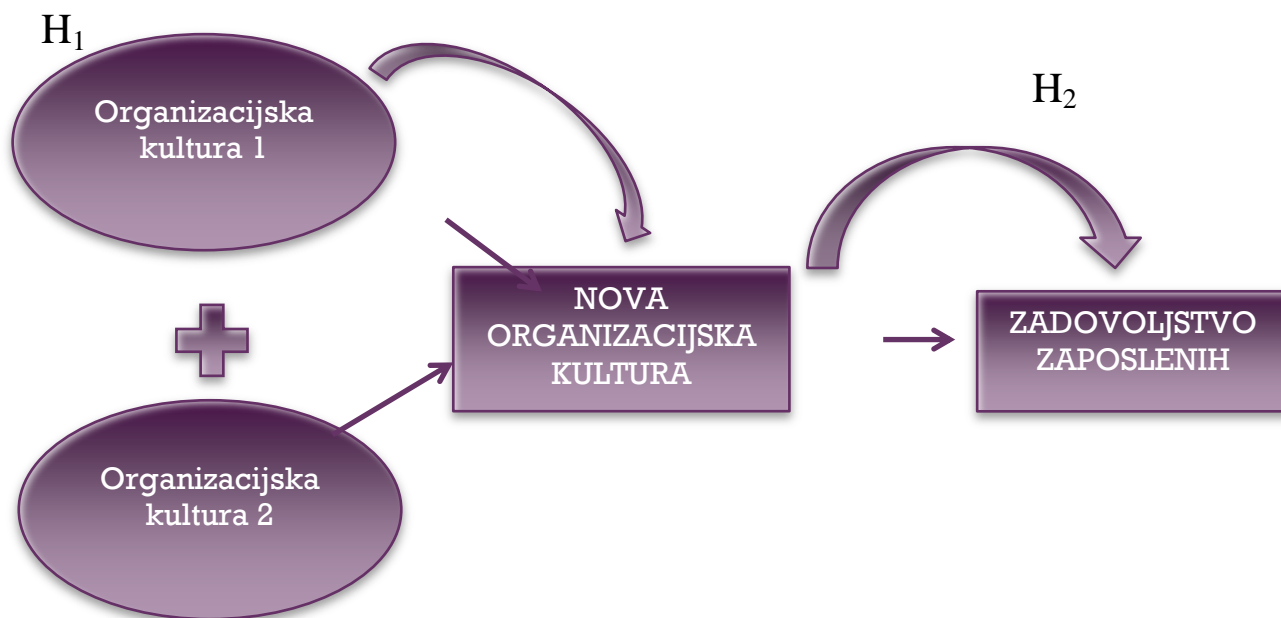 H₁
Organizacijska
kultura 1
H₂
NOVA
ORGANIZACIJSKA
KULTURA
ZADOVOLJSTVO
ZAPOSLENIH
Organizacijska
kultura 2